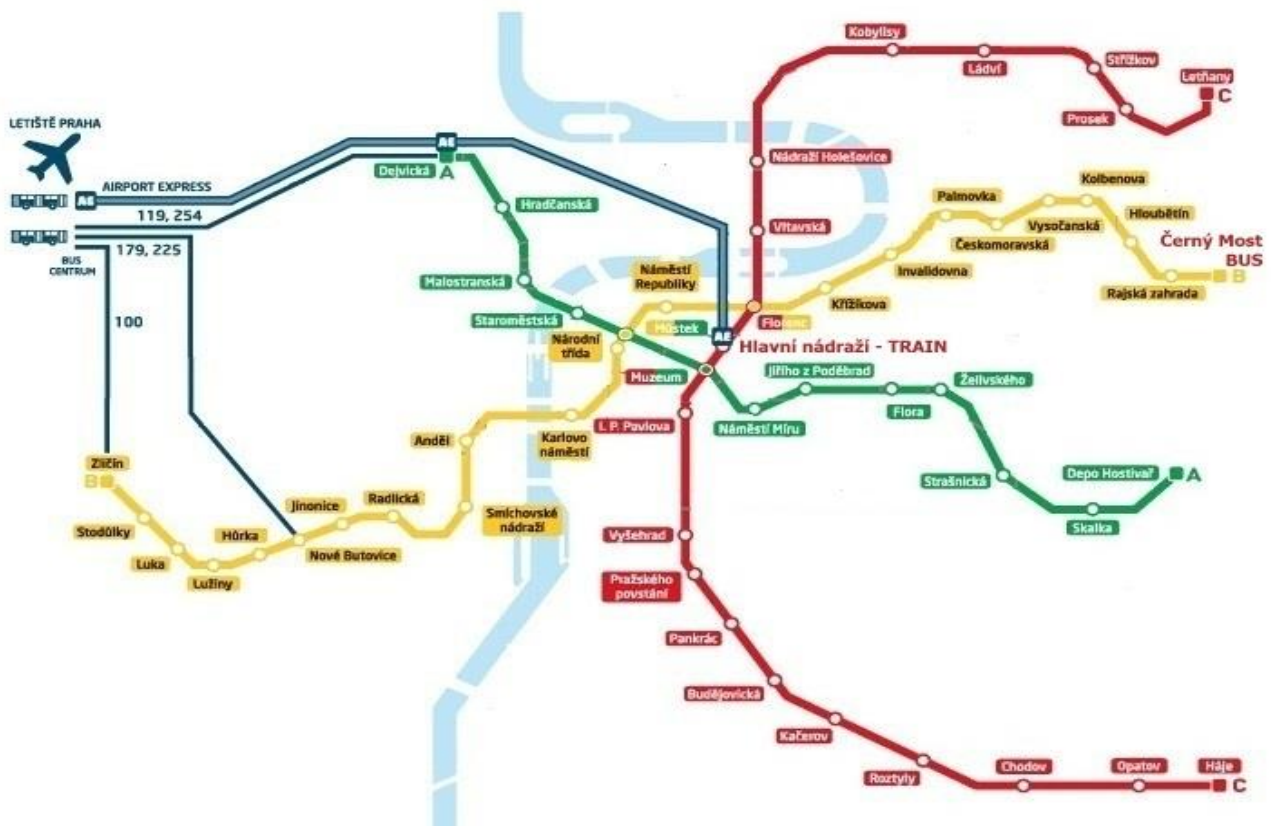 LETIŠTĚ PRAHA
AE
AIRPORT EXPRESS
119, 254
179, 225
BUS
CENTRUM
100
AE
Dejvická
A
Hradčanská
Malostranská
Staroměstská
Můstek
Muzeum
Náměstí Míru
Jiřího z Poděbrad
Flora
Želivského
Strašnická
Skalka
Depo Hostivař
A
Kobylisy
Ládví
Střížkov
Prosek
Letňany
C
Nádraží Holešovice
Vltavská
Florenc
AE
Hlavní nádraží - TRAIN
I. P. Pavlova
Vyšehrad
Pražského
povstání
Pankrác
Budějovická
Kačerov
Roztyly
Chodov
Opatov
Háje
C
Zličín
B
Stodůlky
Luka
Lužiny
Hůrka
Nové Butovice
Jinonice
Radlická
Smíchovské
nádraží
Anděl
Karlovo
náměstí
Národní
třída
Náměstí
Republiky
Křižíkova
Invalidovna
Palmovka
Českomoravská
Vysočanská
Kolbenova
Hloubětín
Rajská zahrada
Černý Most
BUS
B